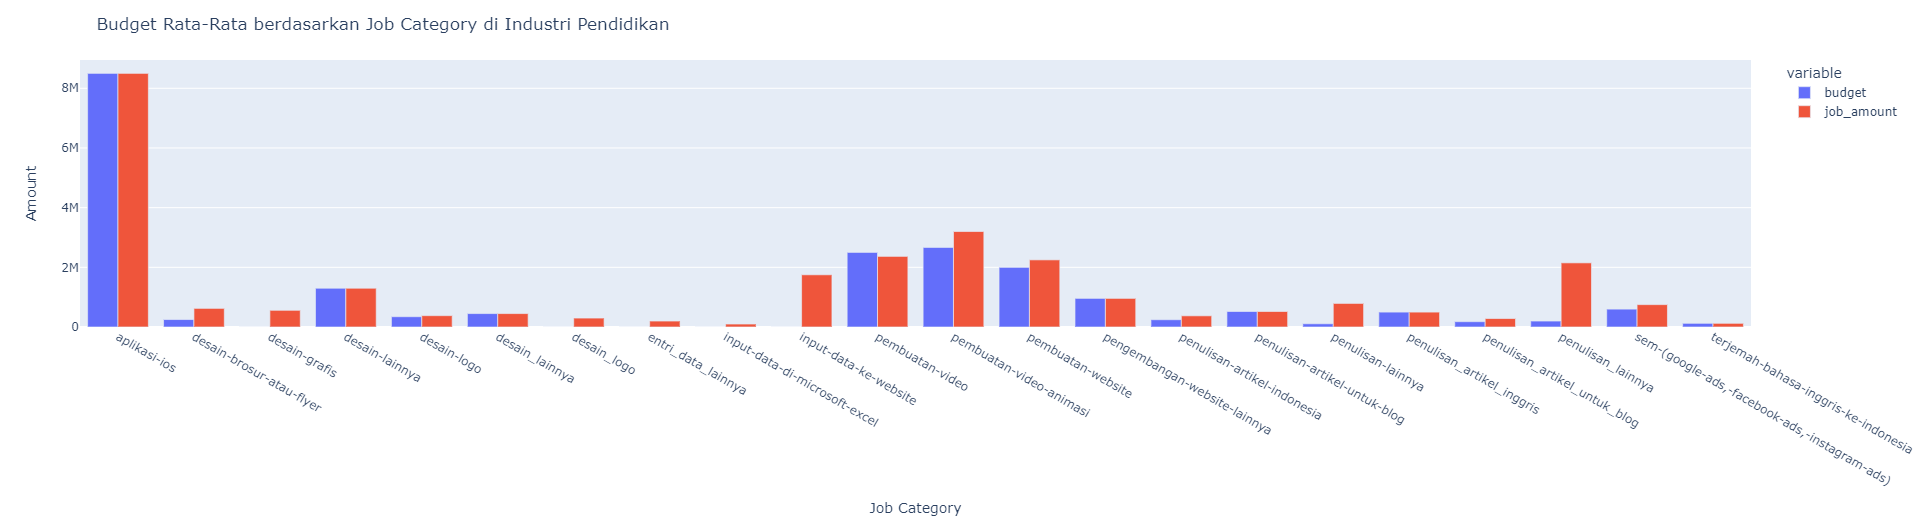 Budget Rata-Rata berdasarkan Job Category di Industri Pendidikan
variable
budget
job_amount
Amount
8M
6M
4M
2M
0
aplikasi-ios
desain-brosur-atau-flyer
desain-grafis
desain-lainnya
desain-logo
desain_lainnya
desain_logo
entri_data_lainnya
input-data-di-microsoft-excel
input-data-ke-website
pembuatan-video
pembuatan-video-animasi
pembuatan-website
pengembangan-website-lainnya
penulisan-artikel-indonesia
penulisan-artikel-untuk-blog
penulisan-lainnya
penulisan_artikel_inggris
penulisan_artikel_untuk_blog
penulisan_lainnya
sem-(google-ads,-facebook-ads,-instagram-ads)
terjemah-bahasa-inggris-ke-indonesia
Job Category